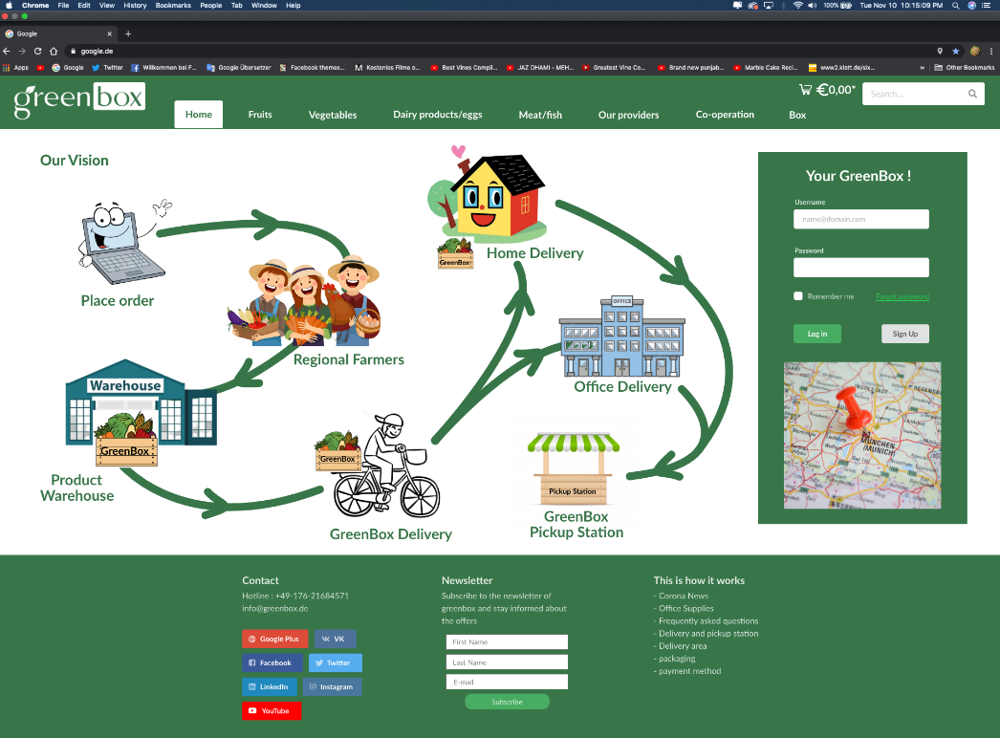 Chrome File Edit View History Bookmarks People Tab Window Help
100% Tue Nov 10 10:15:09 PM
Google
google.de
Apps Google Twitter Willkommen bei F... Google Übersetzer Facebook themes... Kostenlos Filme o... Best Vines Compil... JAZ DHAMI - MEH... Greatest Vine Co... Brand new punjab... Marble Cake Reci... www2.klett.de/six... » Other Bookmarks
greenbox
€0,00*
Search...
Home Fruits Vegetables Dairy products/eggs Meat/fish Our providers Co-operation Box
Our Vision
Place order
Regional Farmers
Warehouse
GreenBox
Product
Warehouse
GreenBox
GreenBox Delivery
GreenBox
Home Delivery
OFFICE
Office Delivery
Pickup Station
GreenBox
Pickup Station
Your GreenBox !
Username
name@domain.com
Password
Remember me Forgot password
Log in Sign Up
MÜNCHEN
(MUNICH)
Contact
Hotline : +49-176-21684571
info@greenbox.de
Google Plus VK
Facebook Twitter
LinkedIn Instagram
YouTube
Newsletter
Subscribe to the newsletter of
greenbox and stay informed about
the offers
First Name
Last Name
E-mail
Subscribe
This is how it works
- Corona News
- Office Supplies
- Frequently asked questions
- Delivery and pickup station
- Delivery area
- packaging
- payment method